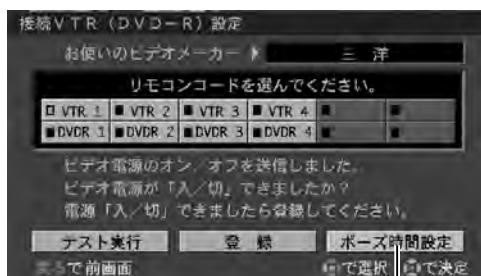 接続VTR（DVD-R）設定
お使いのビデオメーカー 三 洋
リモコンコードを選んでください。
VTR 1 VTR 2 VTR 3 VTR 4
DVDR 1 DVDR 2 DVDR 3 DVDR 4
ビデオ電源のオン／オフを送信しました。
ビデオ電源が「入／切」できましたか？
電源「入／切」できましたら登録してください。
テスト実行 登 録 ポーズ時間設定
戻るで前画面 で選択 で決定